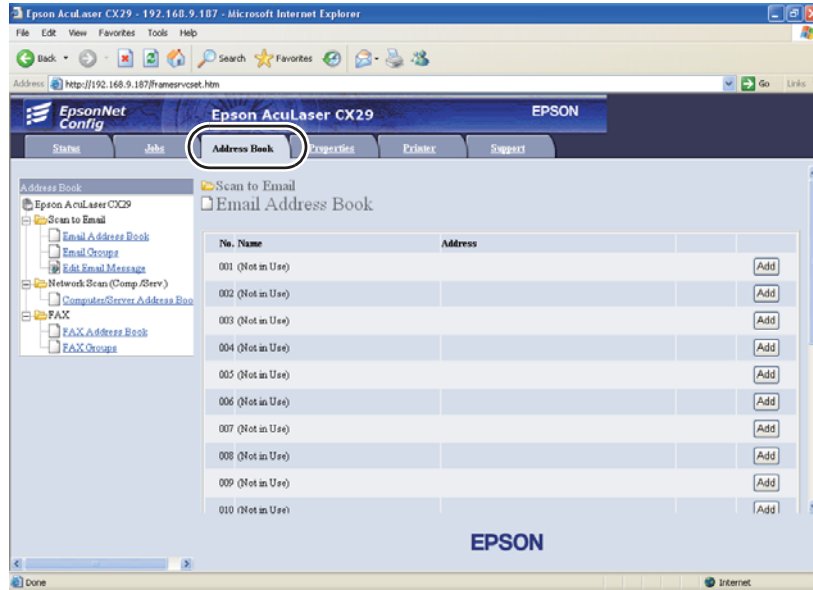 Epson AcuLaser CX29 - 192.168.9.187 - Microsoft Internet Explorer
File Edit View Favorites Tools Help
Back Search Favorites
Address http://192.168.9.187/framesrvcset.htm Go Links
EpsonNet Config
Epson AcuLaser CX29 EPSON
Status Jobs Address Book Properties Printer Support
Address Book
Epson AcuLaser CX29
Scan to Email
Email Address Book
Email Groups
Edit Email Message
Network Scan (Comp./Serv.)
Computer/Server Address Boo
FAX
FAX Address Book
FAX Groups
Scan to Email
Email Address Book
No. Name Address
001 (Not in Use) Add
002 (Not in Use) Add
003 (Not in Use) Add
004 (Not in Use) Add
005 (Not in Use) Add
006 (Not in Use) Add
007 (Not in Use) Add
008 (Not in Use) Add
009 (Not in Use) Add
010 (Not in Use) Add
EPSON
Done Internet